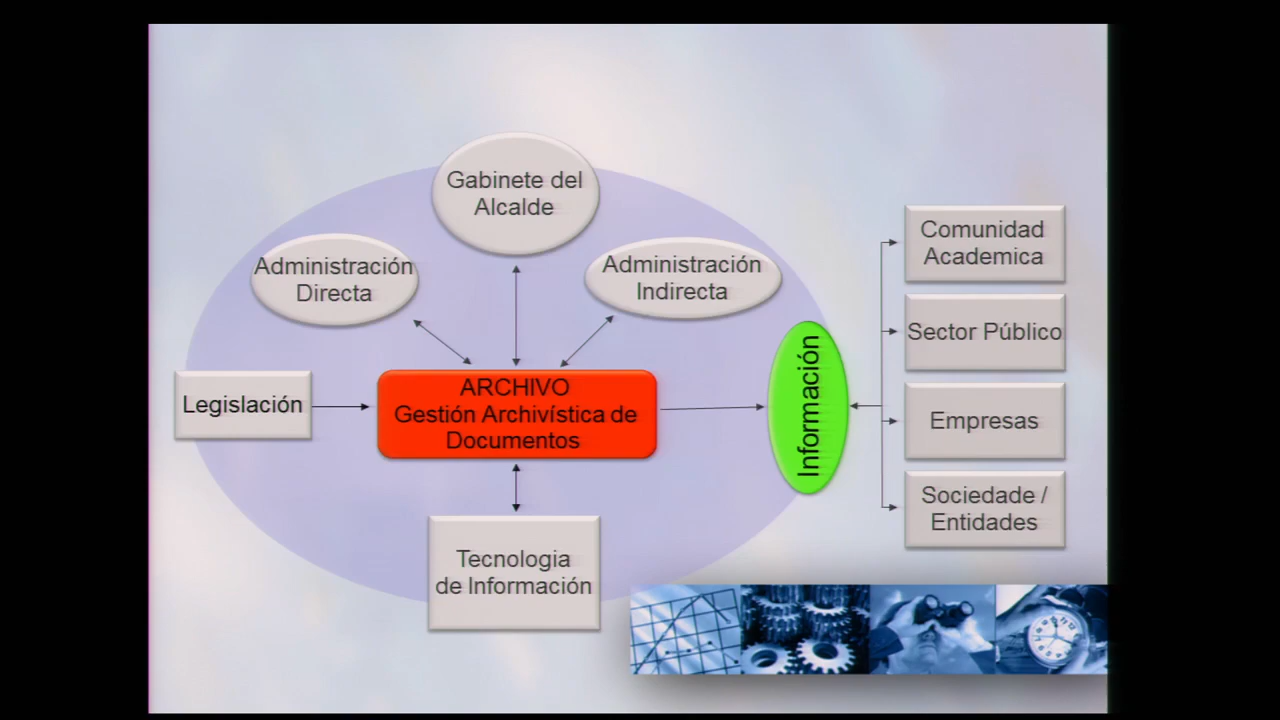 Gabinete del
Alcalde
Administración
Directa
Administración
Indirecta
Legislación
ARCHIVO
Gestión Archivística de
Documentos
Tecnologia
de Información
Información
Comunidad
Academica
Sector Público
Empresas
Sociedade /
Entidades